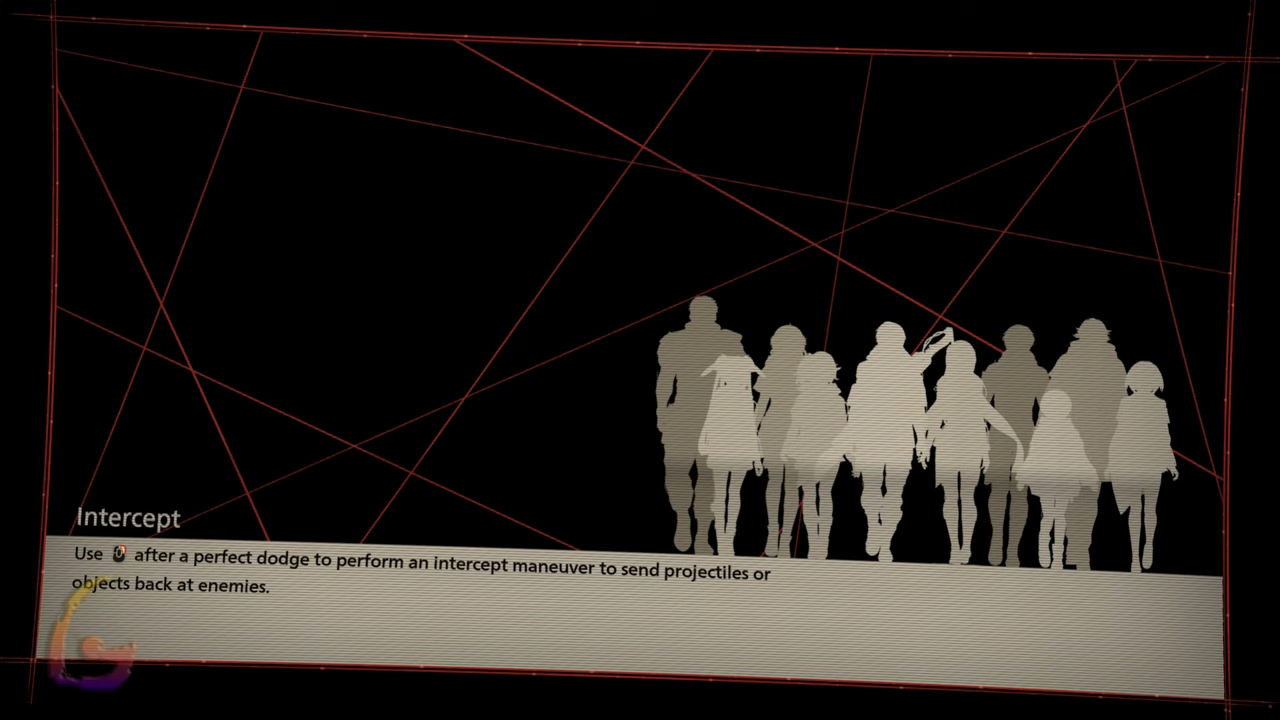 Intercept
Use after a perfect dodge to perform an intercept maneuver to send projectiles or
objects back at enemies.